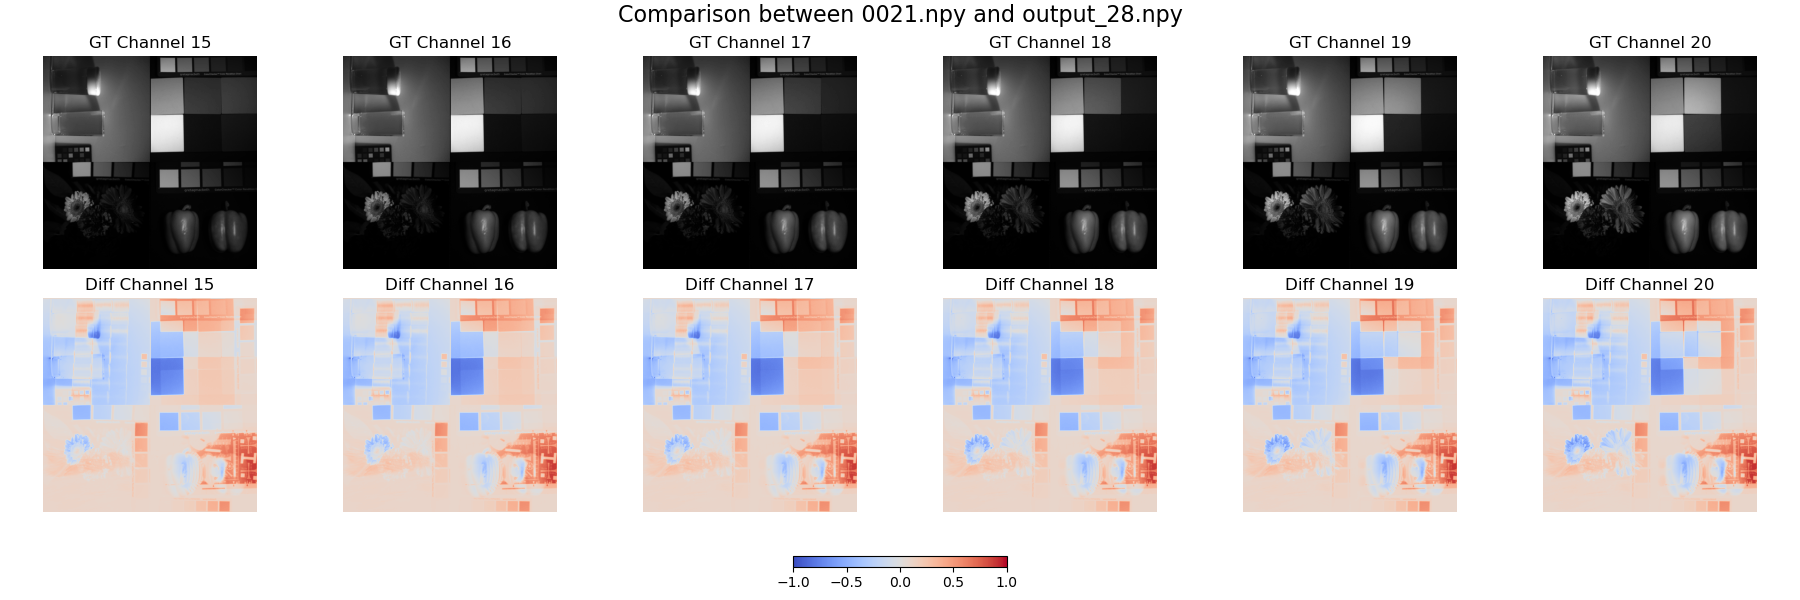 Comparison between 0021.npy and output_28.npy
GT Channel 15
GT Channel 16
GT Channel 17
GT Channel 18
GT Channel 19
GT Channel 20
Diff Channel 15
Diff Channel 16
Diff Channel 17
Diff Channel 18
Diff Channel 19
Diff Channel 20
−1.0 −0.5 0.0 0.5 1.0